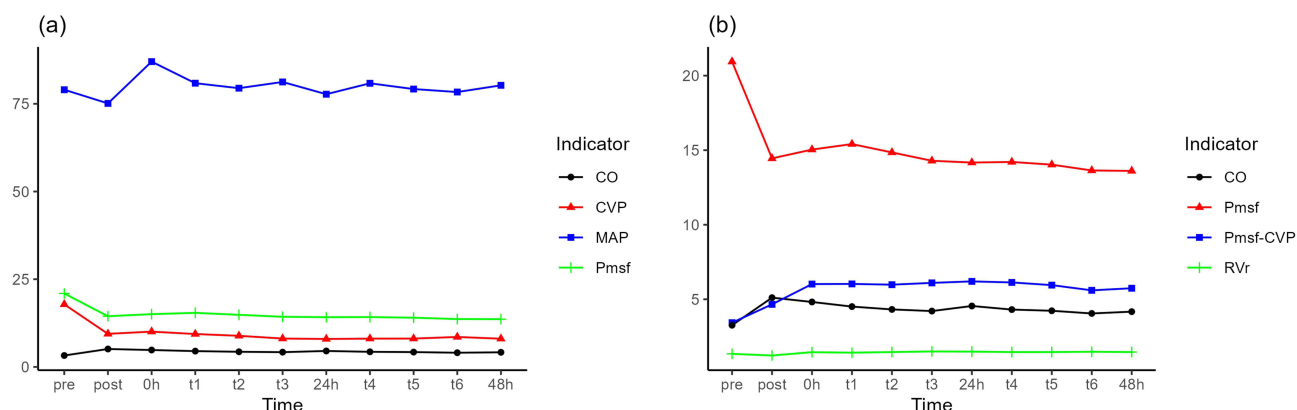 (a)
75
50
25
0
pre post 0h t1 t2 t3 24h t4 t5 t6 48h
Time
Indicator
CO
CVP
MAP
Pmsf
(b)
20
15
10
5
pre post 0h t1 t2 t3 24h t4 t5 t6 48h
Time
Indicator
CO
Pmsf
Pmsf-CVP
RVr